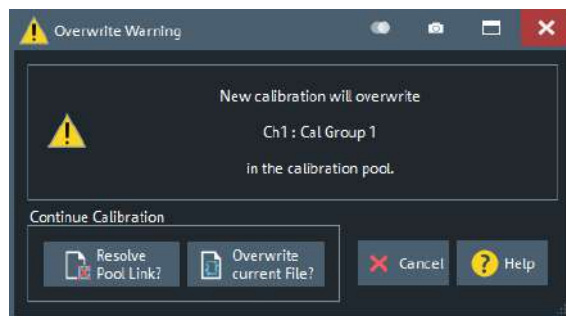 Overwrite Warning
New calibration will overwrite
Ch1 : Cal Group 1
in the calibration pool.
Continue Calibration
Resolve
Pool Link?
Overwrite
current File?
Cancel
Help